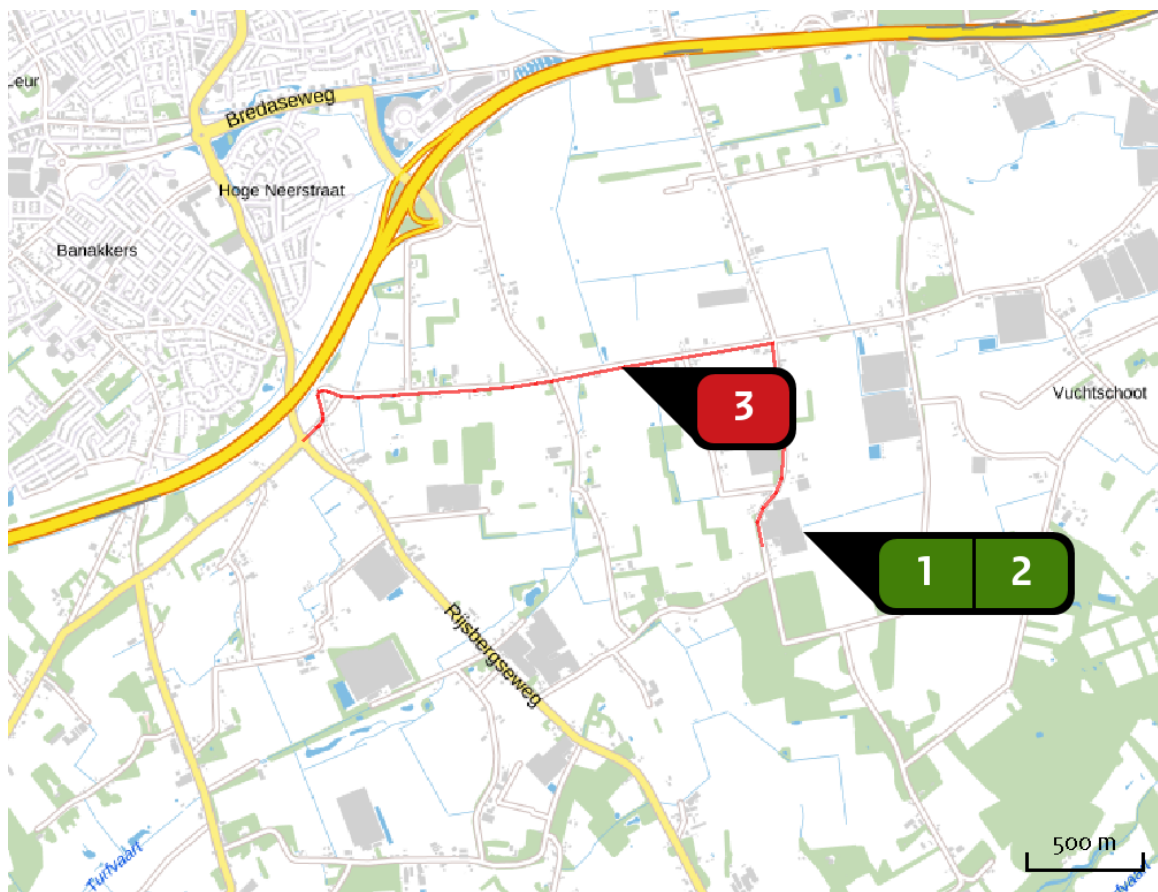 Leur
Bredaseweg
Hoge Neerstraat
Banakkers
Vuchtschoot
3
1 2
Rijsbergseweg
500 m
Turfvaart